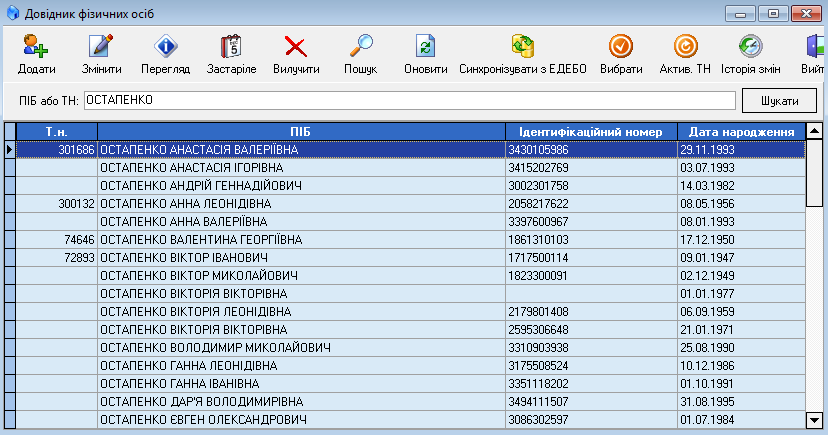 Довідник фізичних осіб
Додати Змінити Перегляд Застаріле Вилучити Пошук Оновити Синхронізувати з ЕДЕБО Вибрати Актив. ТН Історія змін
ПІБ або ТН: ОСТАПЕНКО Шукати
Т.н. ПІБ Ідентифікаційний номер Дата народження
301686 ОСТАПЕНКО АНАСТАСІЯ ВАЛЕРІЇВНА 3430105986 29.11.1993
ОСТАПЕНКО АНАСТАСІЯ ІГОРІВНА 3415202769 03.07.1993
ОСТАПЕНКО АНДРІЙ ГЕННАДІЙОВИЧ 3002301758 14.03.1982
300132 ОСТАПЕНКО АННА ЛЕОНІДІВНА 2058217622 08.05.1956
ОСТАПЕНКО АННА ВАЛЕРІЇВНА 3397600967 08.01.1993
74646 ОСТАПЕНКО ВАЛЕНТИНА ГЕОРГІЇВНА 1861310103 17.12.1950
72893 ОСТАПЕНКО ВІКТОР ІВАНОВИЧ 1717500114 09.01.1947
ОСТАПЕНКО ВІКТОР МИКОЛАЙОВИЧ 1823300091 02.12.1949
ОСТАПЕНКО ВІКТОРІЯ ВІКТОРІВНА 01.01.1977
ОСТАПЕНКО ВІКТОРІЯ ЛЕОНІДІВНА 2179801408 06.09.1959
ОСТАПЕНКО ВІКТОРІЯ ВІКТОРІВНА 2595306648 21.01.1971
ОСТАПЕНКО ВОЛОДИМИР МИКОЛАЙОВИЧ 3310903938 25.08.1990
ОСТАПЕНКО ГАННА ЛЕОНІДІВНА 3175508524 10.12.1986
ОСТАПЕНКО ГАННА ІВАНІВНА 3351118202 01.10.1991
ОСТАПЕНКО ДАР'Я ВОЛОДИМИРІВНА 3494111507 31.08.1995
ОСТАПЕНКО ЄВГЕН ОЛЕКСАНДРОВИЧ 3086302597 01.07.1984